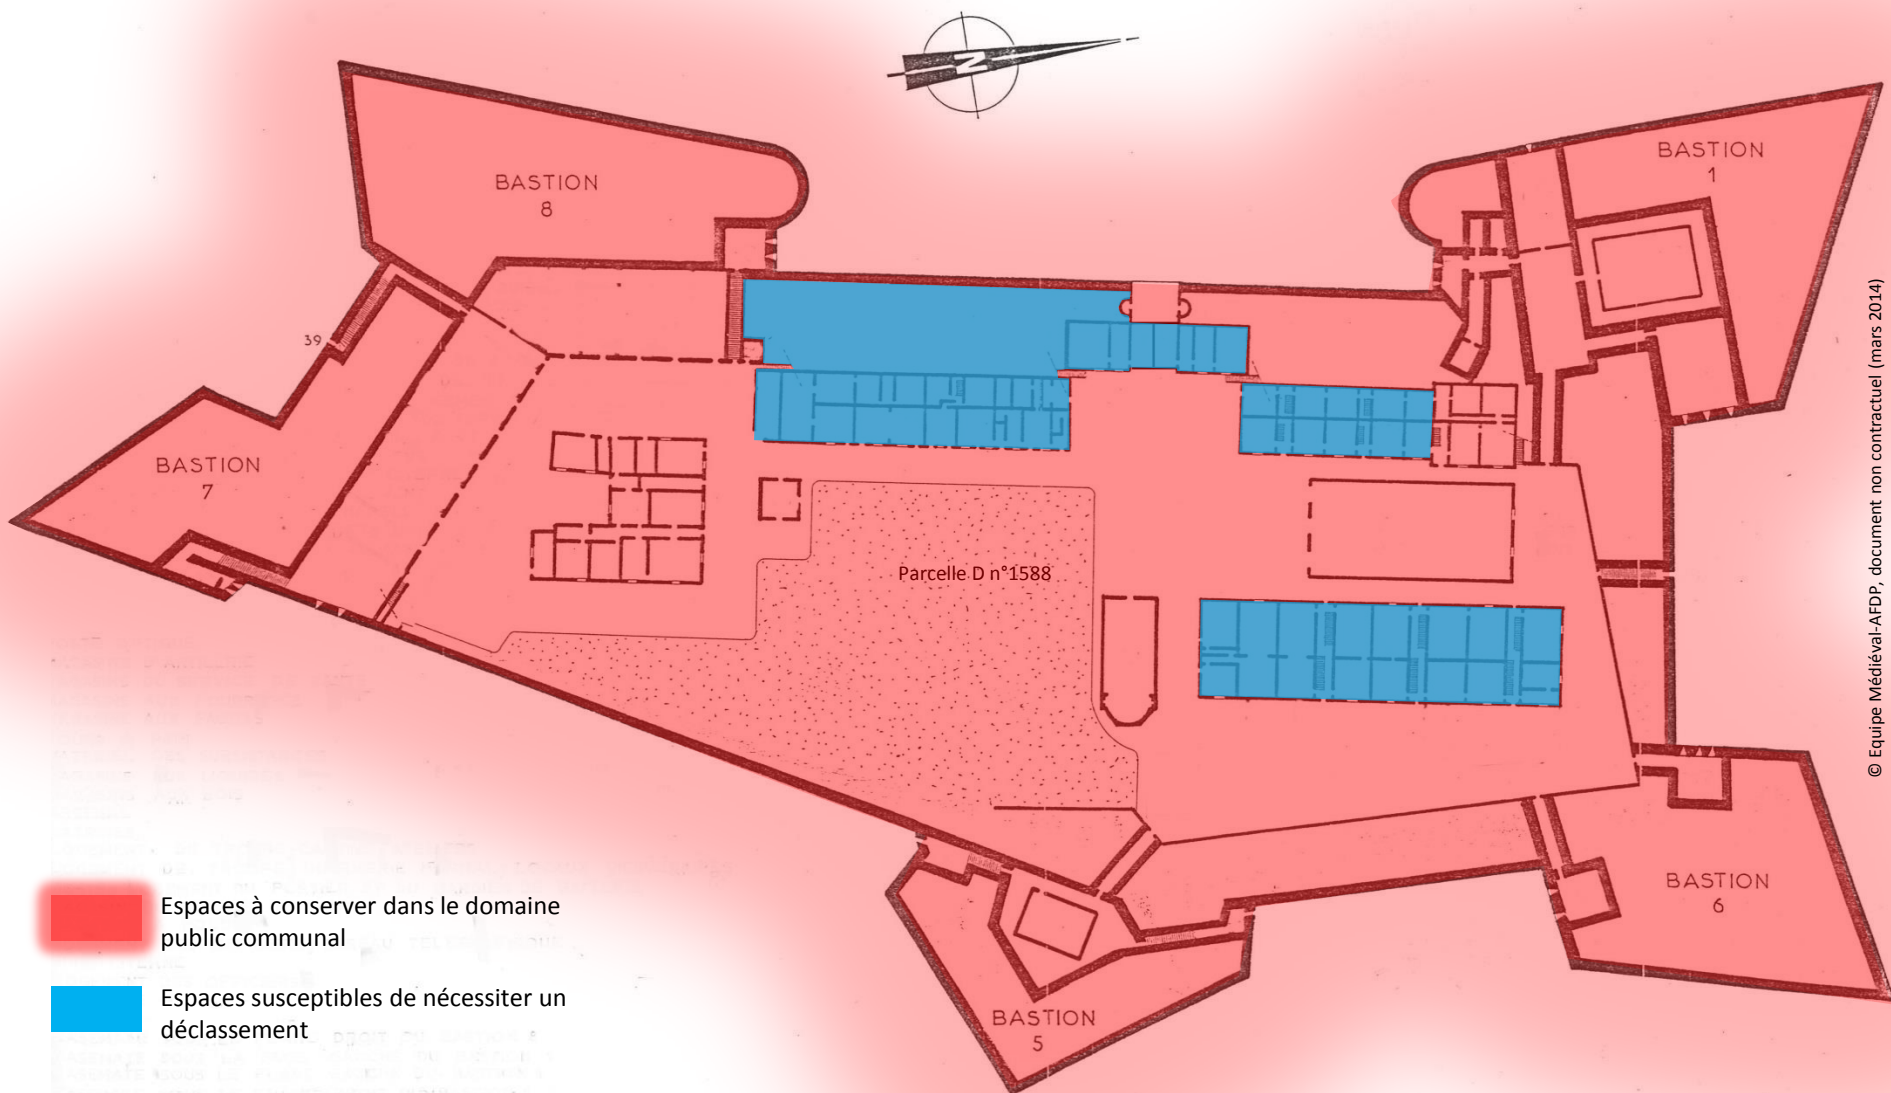 N
BASTION
8
BASTION
1
39
BASTION
7
Parcelle D n°1588
BASTION
6
BASTION
5
Espaces à conserver dans le domaine
public communal
Espaces susceptibles de nécessiter un
déclassement
© Equipe Médiéval-AFDP, document non contractuel (mars 2014)